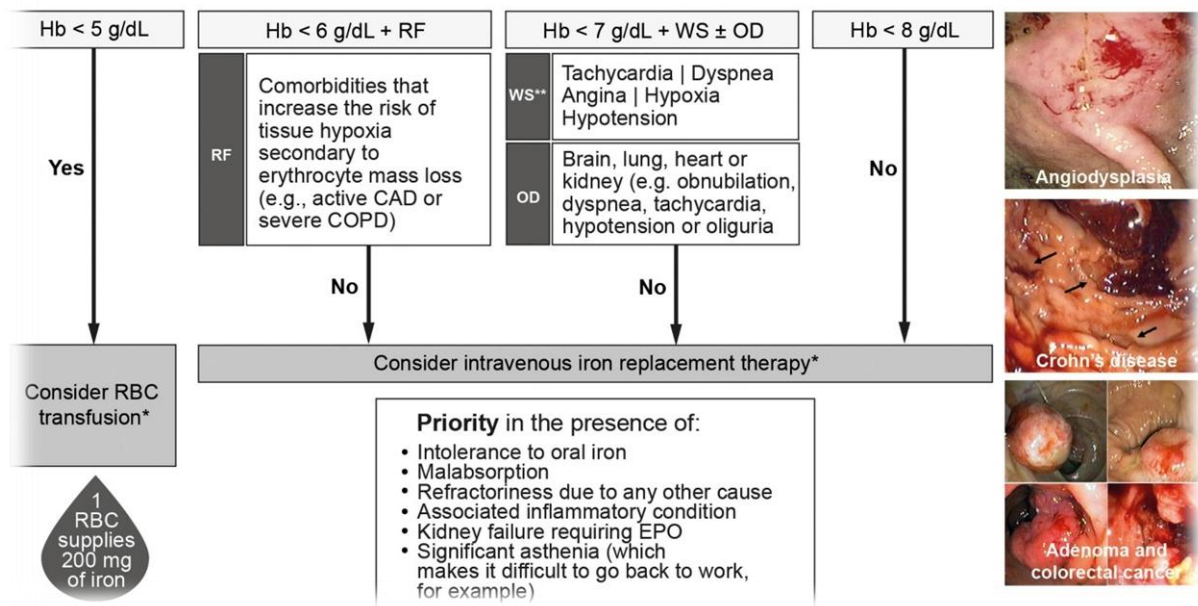 Hb < 5 g/dL
Hb < 6 g/dL + RF
Hb < 7 g/dL + WS ± OD
Hb < 8 g/dL
RF
Comorbidities that
increase the risk of
tissue hypoxia
secondary to
erythrocyte mass loss
(e.g., active CAD or
severe COPD)
WS**
Tachycardia | Dyspnea
Angina | Hypoxia
Hypotension
OD
Brain, lung, heart or
kidney (e.g. obnubilation,
dyspnea, tachycardia,
hypotension or oliguria
Yes
No
No
No
Consider RBC
transfusion*
Consider intravenous iron replacement therapy*
1
RBC
supplies
200 mg
of iron
Priority in the presence of:
• Intolerance to oral iron
• Malabsorption
• Refractoriness due to any other cause
• Associated inflammatory condition
• Kidney failure requiring EPO
• Significant asthenia (which
makes it difficult to go back to work,
for example)
Angiodysplasia
Crohn's disease
Adenoma and
colorectal cancer